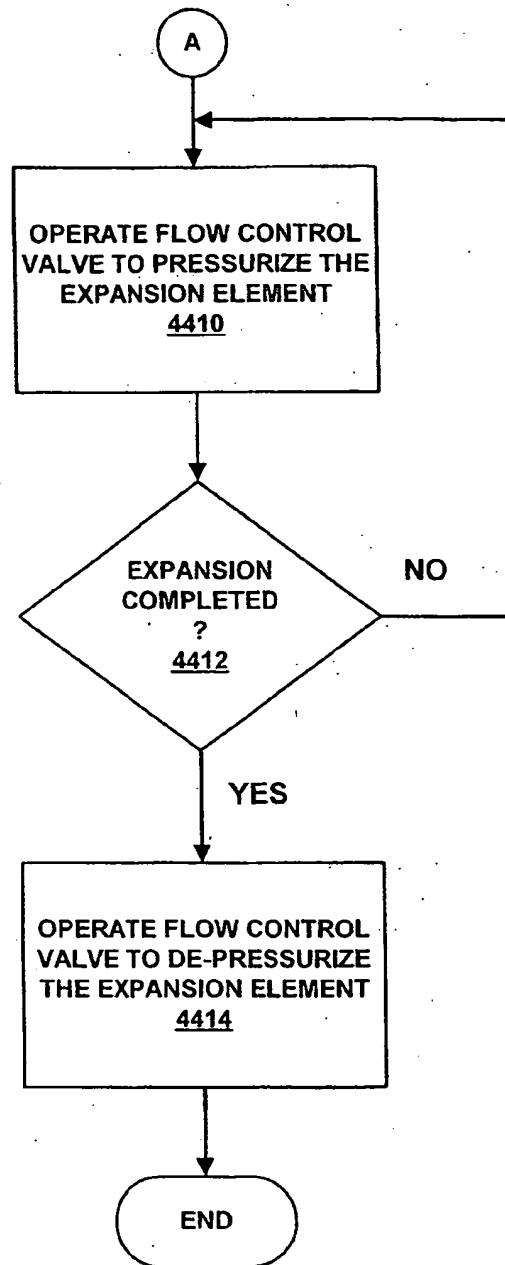 A
OPERATE FLOW CONTROL
VALVE TO PRESSURIZE THE
EXPANSION ELEMENT
4410
EXPANSION
COMPLETED
?
4412
NO
YES
OPERATE FLOW CONTROL
VALVE TO DE-PRESSURIZE
THE EXPANSION ELEMENT
4414
END